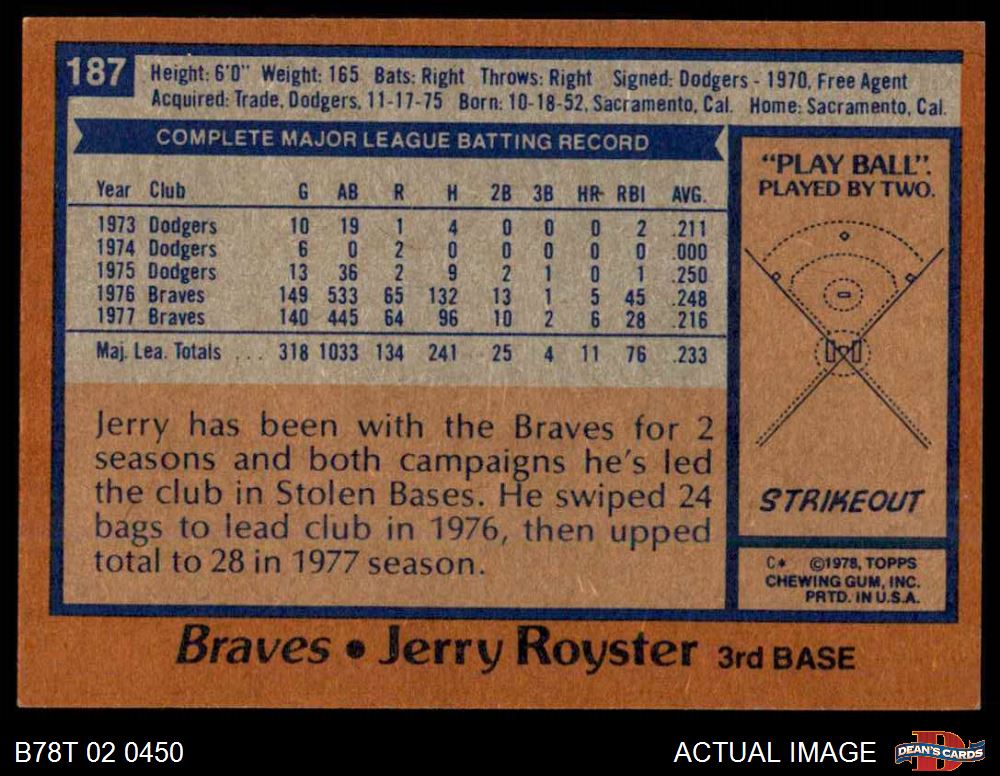 187
Height: 6'0" Weight: 165 Bats: Right Throws: Right Signed: Dodgers - 1970, Free Agent
Acquired: Trade, Dodgers, 11-17-75 Born: 10-18-52, Sacramento, Cal. Home: Sacramento, Cal.
COMPLETE MAJOR LEAGUE BATTING RECORD
Year Club G AB R H 2B 3B HR RBI AVG.
1973 Dodgers 10 19 1 4 0 0 0 2 .211
1974 Dodgers 6 0 2 0 0 0 0 0 .000
1975 Dodgers 13 36 2 9 2 1 0 1 .250
1976 Braves 149 533 65 132 13 1 5 45 .248
1977 Braves 140 445 64 96 10 2 6 28 .216
Maj. Lea. Totals ... 318 1033 134 241 25 4 11 76 .233
Jerry has been with the Braves for 2
seasons and both campaigns he's led
the club in Stolen Bases. He swiped 24
bags to lead club in 1976, then upped
total to 28 in 1977 season.
"PLAY BALL".
PLAYED BY TWO.
STRIKEOUT
C* ©1978, TOPPS
CHEWING GUM, INC.
PRTD. IN U.S.A.
Braves • Jerry Royster 3rd BASE
B78T 02 0450
ACTUAL IMAGE
D
DEAN'S CARDS